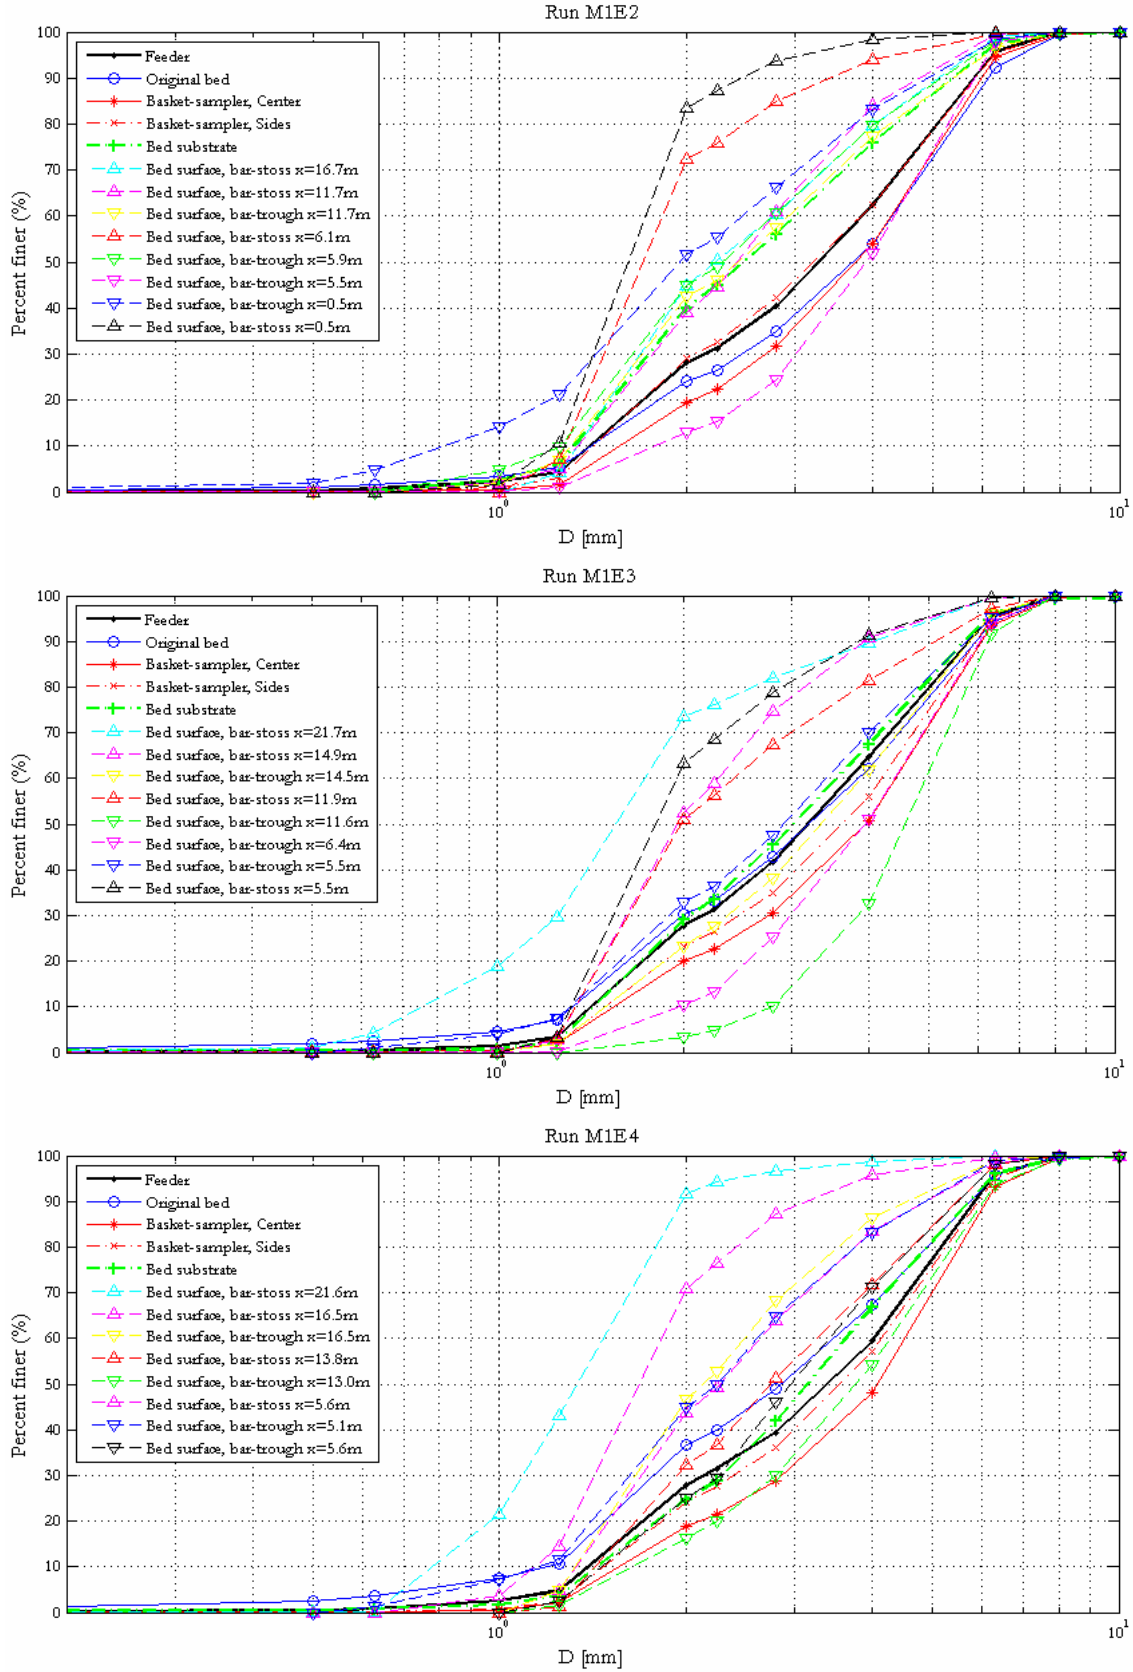 Run M1E2
100
90
80
70
60
50
40
30
20
10
0
Percent finer (%)
Feeder
Original bed
Basket-sampler, Center
Basket-sampler, Sides
Bed substrate
Bed surface, bar-stoss x=16.7m
Bed surface, bar-stoss x=11.7m
Bed surface, bar-trough x=11.7m
Bed surface, bar-stoss x=6.1m
Bed surface, bar-trough x=5.9m
Bed surface, bar-trough x=5.5m
Bed surface, bar-trough x=0.5m
Bed surface, bar-stoss x=0.5m
10^0
10^1
D [mm]
Run M1E3
100
90
80
70
60
50
40
30
20
10
0
Percent finer (%)
Feeder
Original bed
Basket-sampler, Center
Basket-sampler, Sides
Bed substrate
Bed surface, bar-stoss x=21.7m
Bed surface, bar-stoss x=14.9m
Bed surface, bar-trough x=14.5m
Bed surface, bar-stoss x=11.9m
Bed surface, bar-trough x=11.6m
Bed surface, bar-trough x=6.4m
Bed surface, bar-trough x=5.5m
Bed surface, bar-stoss x=5.5m
10^0
10^1
D [mm]
Run M1E4
100
90
80
70
60
50
40
30
20
10
0
Percent finer (%)
Feeder
Original bed
Basket-sampler, Center
Basket-sampler, Sides
Bed substrate
Bed surface, bar-stoss x=21.6m
Bed surface, bar-stoss x=16.5m
Bed surface, bar-trough x=16.5m
Bed surface, bar-stoss x=13.8m
Bed surface, bar-trough x=13.0m
Bed surface, bar-stoss x=5.6m
Bed surface, bar-trough x=5.1m
Bed surface, bar-trough x=5.6m
10^0
10^1
D [mm]